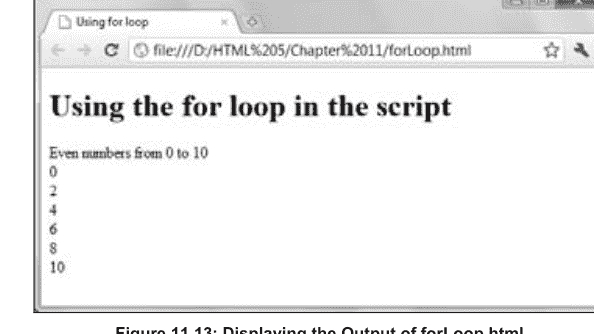 Using for loop
file:///D:/HTML%205/Chapter%2011/forLoop.html
Using the for loop in the script
Even numbers from 0 to 10
0
2
4
6
8
10
Figure 11.13: Displaying the Output of forLoop.html